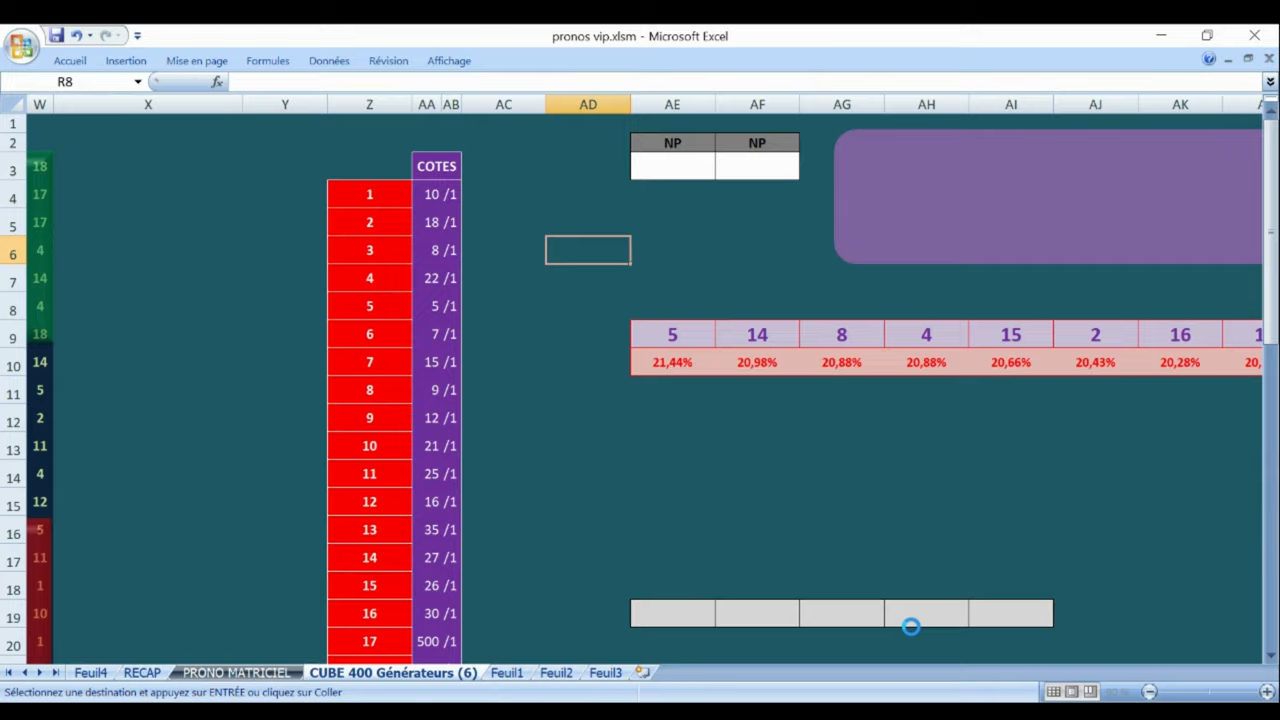 pronos vip.xlsm - Microsoft Excel
Accueil Insertion Mise en page Formules Données Révision Affichage
R8 fx
W X Y Z AA AB AC AD AE AF AG AH AI AJ AK
1
2 NP NP
3 18 COTES
4 17 1 10 /1
5 17 2 18 /1
6 4 3 8 /1
7 14 4 22 /1
8 4 5 5 /1
9 18 6 7 /1 5 14 8 4 15 2 16 1
10 14 7 15 /1 21,44% 20,98% 20,88% 20,88% 20,66% 20,43% 20,28% 20,
11 5 8 9 /1
12 2 9 12 /1
13 11 10 21 /1
14 4 11 25 /1
15 12 12 16 /1
16 5 13 35 /1
17 11 14 27 /1
18 1 15 26 /1
19 10 16 30 /1
20 1 17 500 /1
Feuil4 RECAP PRONO MATRICIEL CUBE 400 Générateurs (6) Feuil1 Feuil2 Feuil3
Sélectionnez une destination et appuyez sur ENTRÉE ou cliquez sur Coller